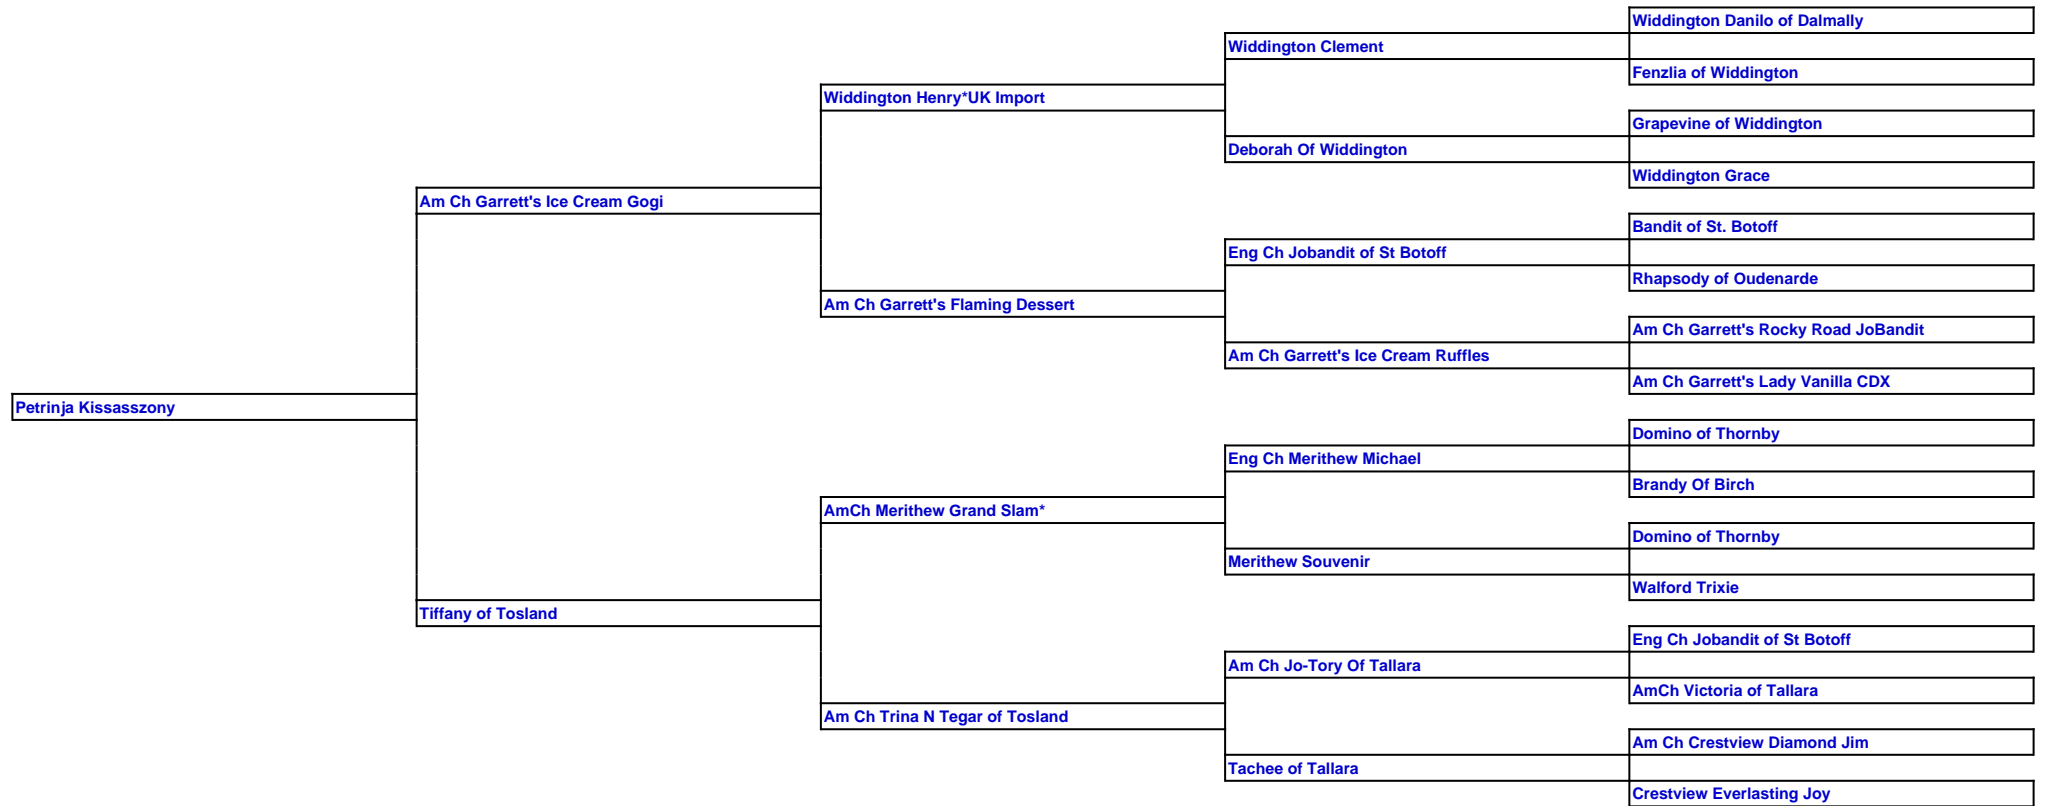 Widdington Danilo of Dalmally
Widdington Clement
Fenzlia of Widdington
Widdington Henry*UK Import
Grapevine of Widdington
Deborah Of Widdington
Widdington Grace
Am Ch Garrett's Ice Cream Gogi
Bandit of St. Botoff
Eng Ch Jobandit of St Botoff
Rhapsody of Oudenarde
Am Ch Garrett's Flaming Dessert
Am Ch Garrett's Rocky Road JoBandit
Am Ch Garrett's Ice Cream Ruffles
Am Ch Garrett's Lady Vanilla CDX
Petrinja Kissasszony
Domino of Thornby
Eng Ch Merithew Michael
Brandy Of Birch
AmCh Merithew Grand Slam*
Domino of Thornby
Merithew Souvenir
Walford Trixie
Tiffany of Tosland
Eng Ch Jobandit of St Botoff
Am Ch Jo-Tory Of Tallara
AmCh Victoria of Tallara
Am Ch Trina N Tegar of Tosland
Am Ch Crestview Diamond Jim
Tachee of Tallara
Crestview Everlasting Joy